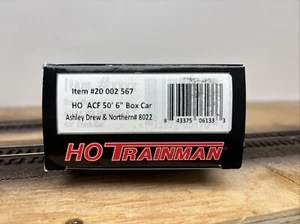 Item #20 002 567
HO ACF 50' 6" Box Car
Ashley Drew & Northern# 8022
8 43375 06133 3
HO TRAINMAN